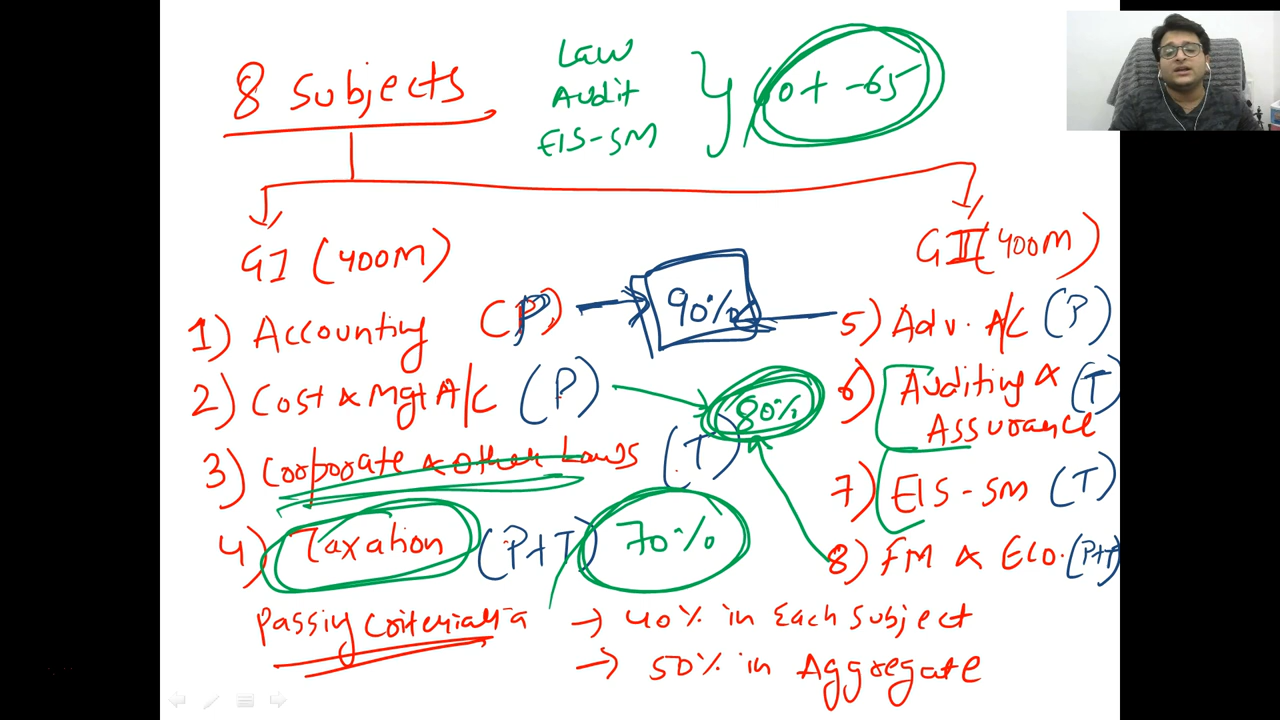 8 Subjects
Law
Audit
EIS-SM
60+ -65
GI (400M)
GII (400M)
1) Accounting (P)
90%
2) Cost & Mgt A/C (P)
80%
3) Corporate & Other Laws (T)
4) Taxation (P+T)
70%
5) Adv. A/C (P)
6) Auditing & (T)
Assurance
7) EIS-SM (T)
8) FM & Eco. (P+T)
Passing → 40% in Each Subject
→ 50% in Aggregate